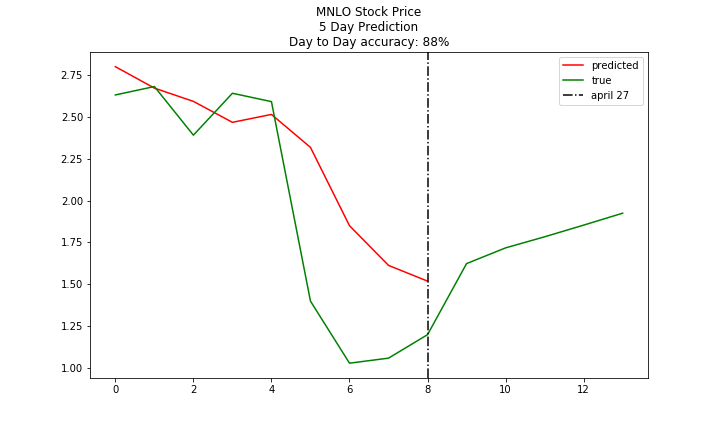 MNLO Stock Price
5 Day Prediction
Day to Day accuracy: 88%
predicted
true
april 27
2.75
2.50
2.25
2.00
1.75
1.50
1.25
1.00
0 2 4 6 8 10 12